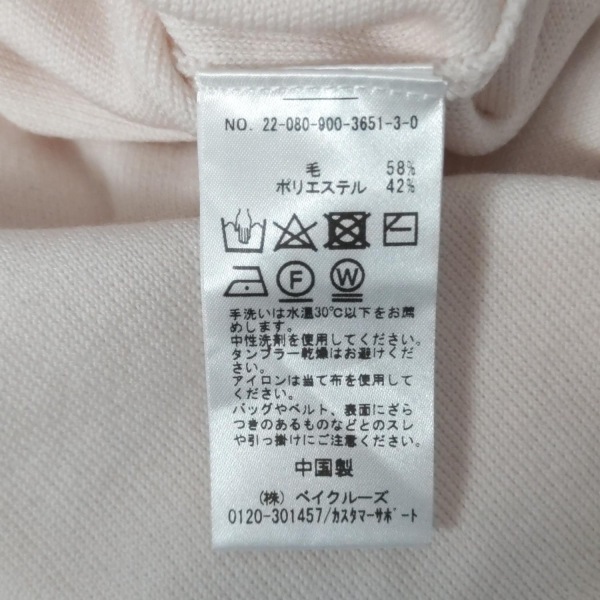 NO. 22-080-900-3651-3-0
毛 58%
ポリエステル 42%
F W
手洗いは水温30℃以下をお薦
めします。
中性洗剤を使用してください。
タンブラー乾燥はお避けくだ
さい。
アイロンは当て布を使用して
ください。
バッグやベルト、表面にざら
つきのあるものなどとのスレ
や引っ掛けにご注意ください。
中国製
(株) ベイクルーズ
0120-301457/カスタマーサポート